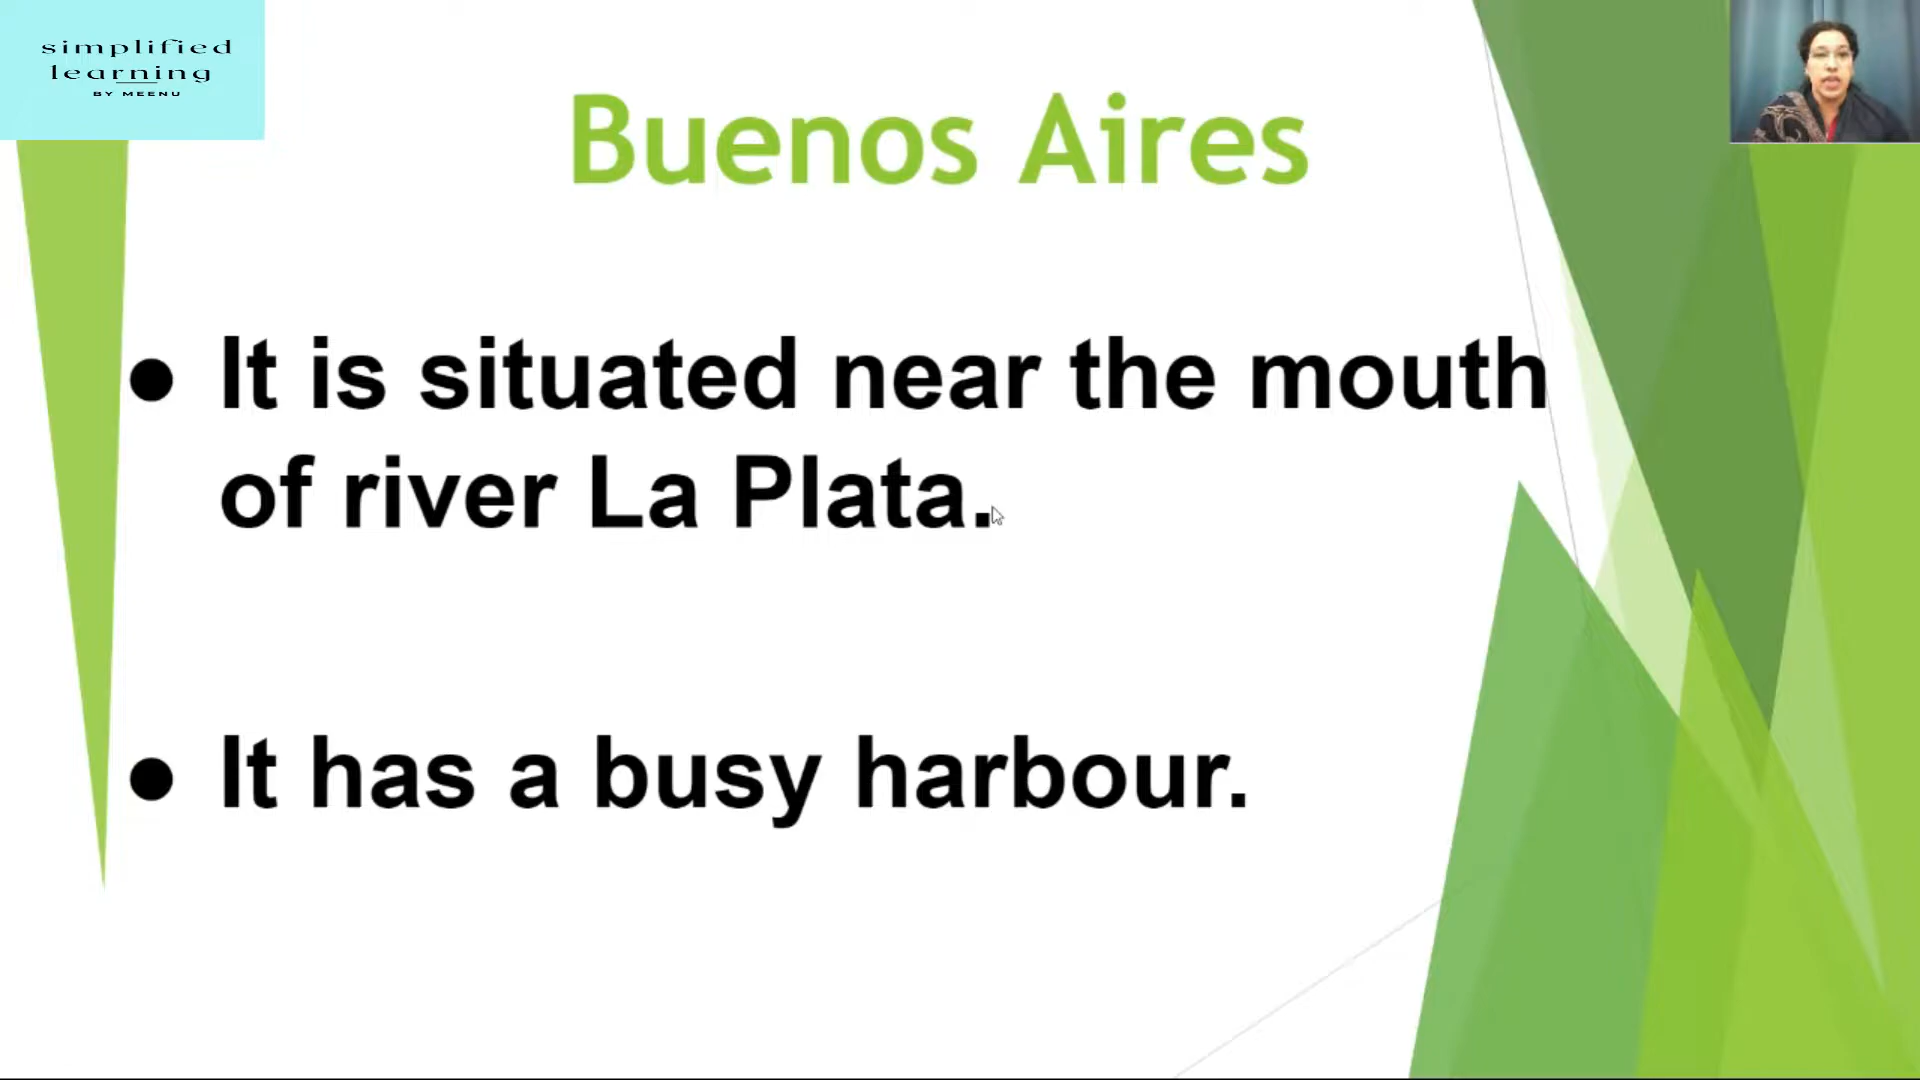 simplified
learning
BY MEENU
Buenos Aires
● It is situated near the mouth
of river La Plata.
● It has a busy harbour.